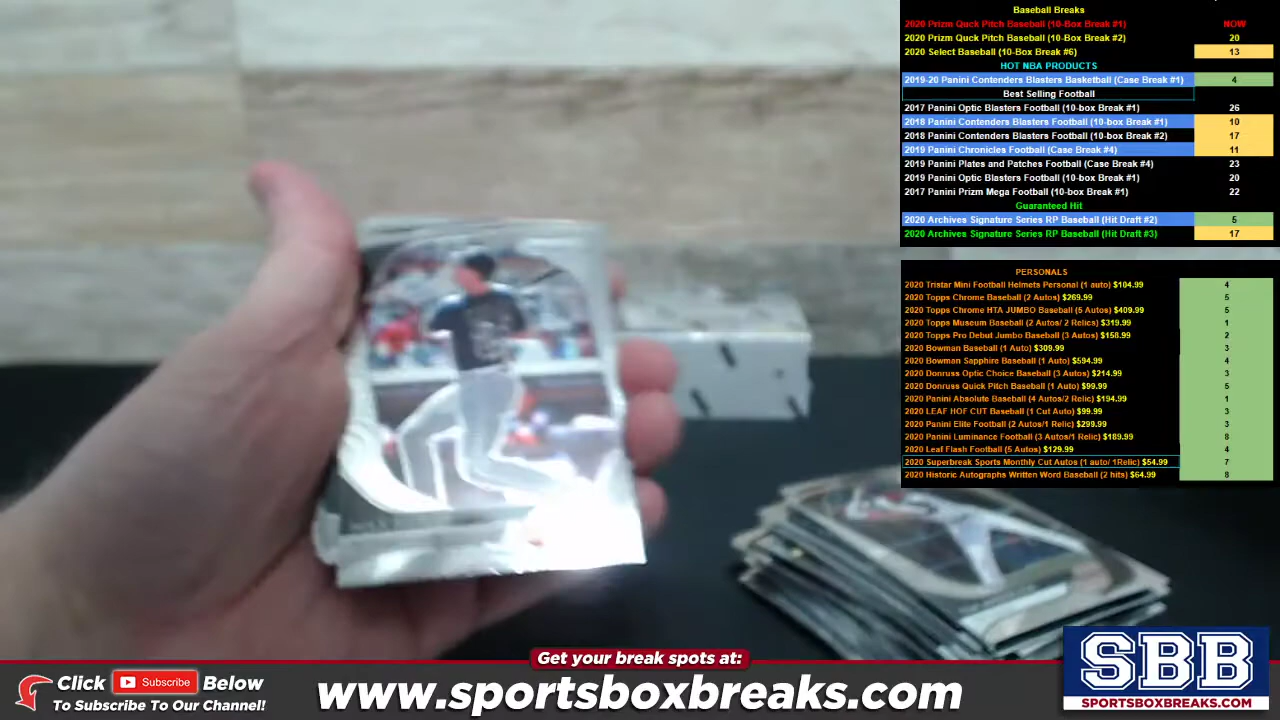 Baseball Breaks
2020 Prizm Quck Pitch Baseball (10-Box Break #1) NOW
2020 Prizm Quck Pitch Baseball (10-Box Break #2) 20
2020 Select Baseball (10-Box Break #6) 13
HOT NBA PRODUCTS
2019-20 Panini Contenders Blasters Basketball (Case Break #1) 4
Best Selling Football
2017 Panini Optic Blasters Football (10-box Break #1) 26
2018 Panini Contenders Blasters Football (10-box Break #1) 10
2018 Panini Contenders Blasters Football (10-box Break #2) 17
2019 Panini Chronicles Football (Case Break #4) 11
2019 Panini Plates and Patches Football (Case Break #4) 23
2019 Panini Optic Blasters Football (10-box Break #1) 20
2017 Panini Prizm Mega Football (10-box Break #1) 22
Guaranteed Hit
2020 Archives Signature Series RP Baseball (Hit Draft #2) 5
2020 Archives Signature Series RP Baseball (Hit Draft #3) 17
PERSONALS
2020 Tristar Mini Football Helmets Personal (1 auto) $104.99 4
2020 Topps Chrome Baseball (2 Autos) $269.99 5
2020 Topps Chrome HTA JUMBO Baseball (5 Autos) $409.99 5
2020 Topps Museum Baseball (2 Autos/ 2 Relics) $319.99 1
2020 Topps Pro Debut Jumbo Baseball (3 Autos) $158.99 2
2020 Bowman Baseball (1 Auto) $309.99 3
2020 Bowman Sapphire Baseball (1 Auto) $594.99 4
2020 Donruss Optic Choice Baseball (3 Autos) $214.99 3
2020 Donruss Quick Pitch Baseball (1 Auto) $99.99 5
2020 Panini Absolute Baseball (4 Autos/2 Relic) $194.99 1
2020 LEAF HOF CUT Baseball (1 Cut Auto) $99.99 3
2020 Panini Elite Football (2 Autos/1 Relic) $299.99 3
2020 Panini Luminance Football (3 Autos/1 Relic) $189.99 8
2020 Leaf Flash Football (5 Autos) $129.99 4
2020 Superbreak Sports Monthly Cut Autos (1 auto/ 1Relic) $54.99 7
2020 Historic Autographs Written Word Baseball (2 hits) $64.99 8
Get your break spots at:
www.sportsboxbreaks.com
Click Subscribe Below
To Subscribe To Our Channel!
SBB
SPORTSBOXBREAKS.COM